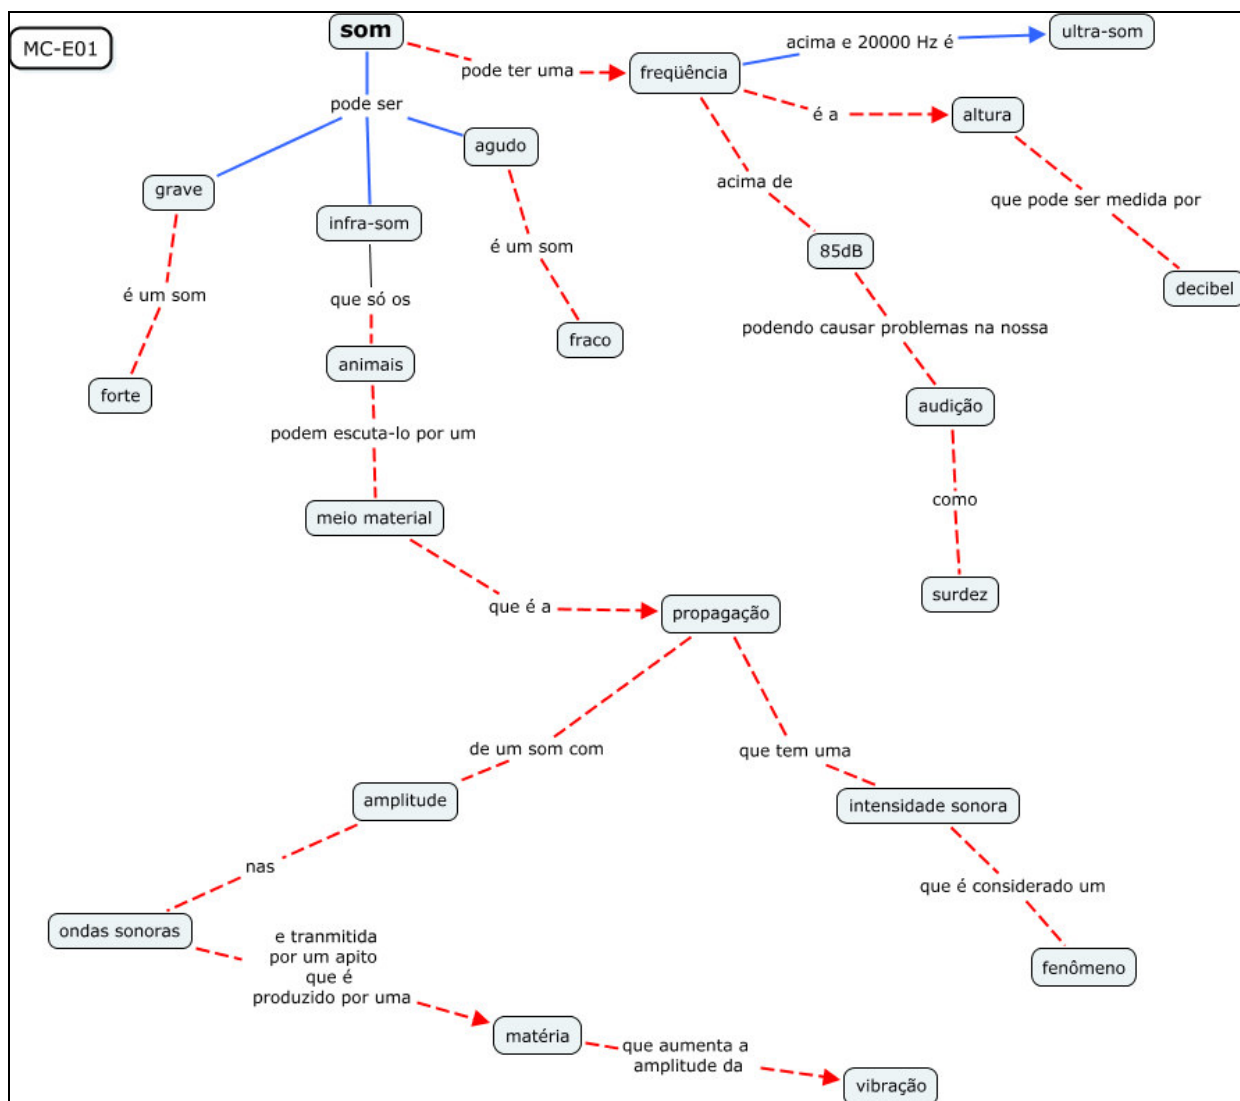 MC-E01
som
pode ter uma
freqüência
acima e 20000 Hz é
ultra-som
é a
altura
que pode ser medida por
decibel
acima de
85dB
podendo causar problemas na nossa
audição
como
surdez
pode ser
grave
é um som
forte
infra-som
que só os
animais
podem escuta-lo por um
meio material
agudo
é um som
fraco
que é a
propagação
de um som com
amplitude
nas
ondas sonoras
e tranmitida
por um apito
que é
produzido por uma
matéria
que aumenta a
amplitude da
vibração
que tem uma
intensidade sonora
que é considerado um
fenômeno